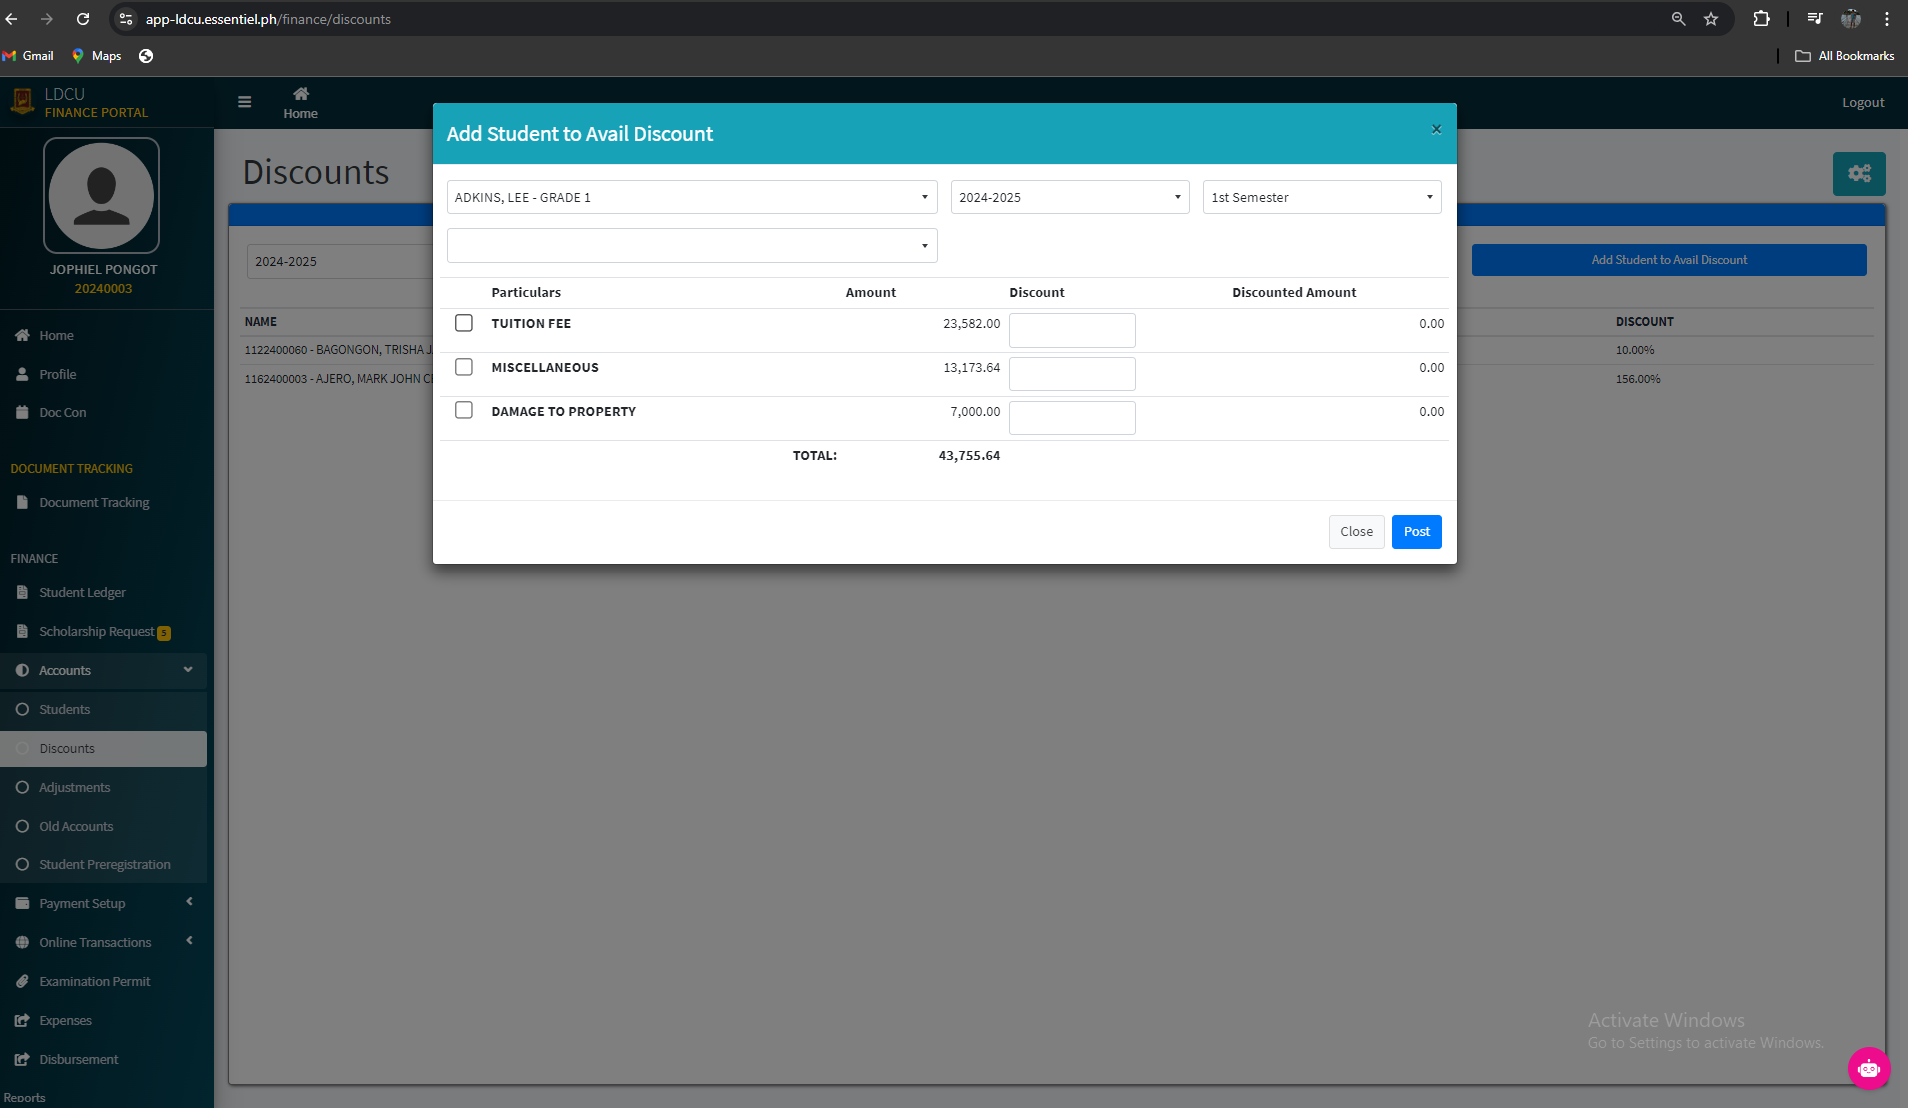 app-ldcu.essentiel.ph/finance/discounts
Gmail
Maps
All Bookmarks
LDCU
FINANCE PORTAL
Home
Logout
JOPHIEL PONGOT
20240003
Home
Profile
Doc Con
DOCUMENT TRACKING
Document Tracking
FINANCE
Student Ledger
Scholarship Request 5
Accounts
Students
Discounts
Adjustments
Old Accounts
Student Preregistration
Payment Setup
Online Transactions
Examination Permit
Expenses
Disbursement
Reports
Discounts
2024-2025
Add Student to Avail Discount
NAME DISCOUNT
1122400060 - BAGONGON, TRISHA J 10.00%
1162400003 - AJERO, MARK JOHN 156.00%
Add Student to Avail Discount
×
ADKINS, LEE - GRADE 1 2024-2025 1st Semester
Particulars Amount Discount Discounted Amount
TUITION FEE 23,582.00 0.00
MISCELLANEOUS 13,173.64 0.00
DAMAGE TO PROPERTY 7,000.00 0.00
TOTAL: 43,755.64
Close Post
Activate Windows
Go to Settings to activate Windows.